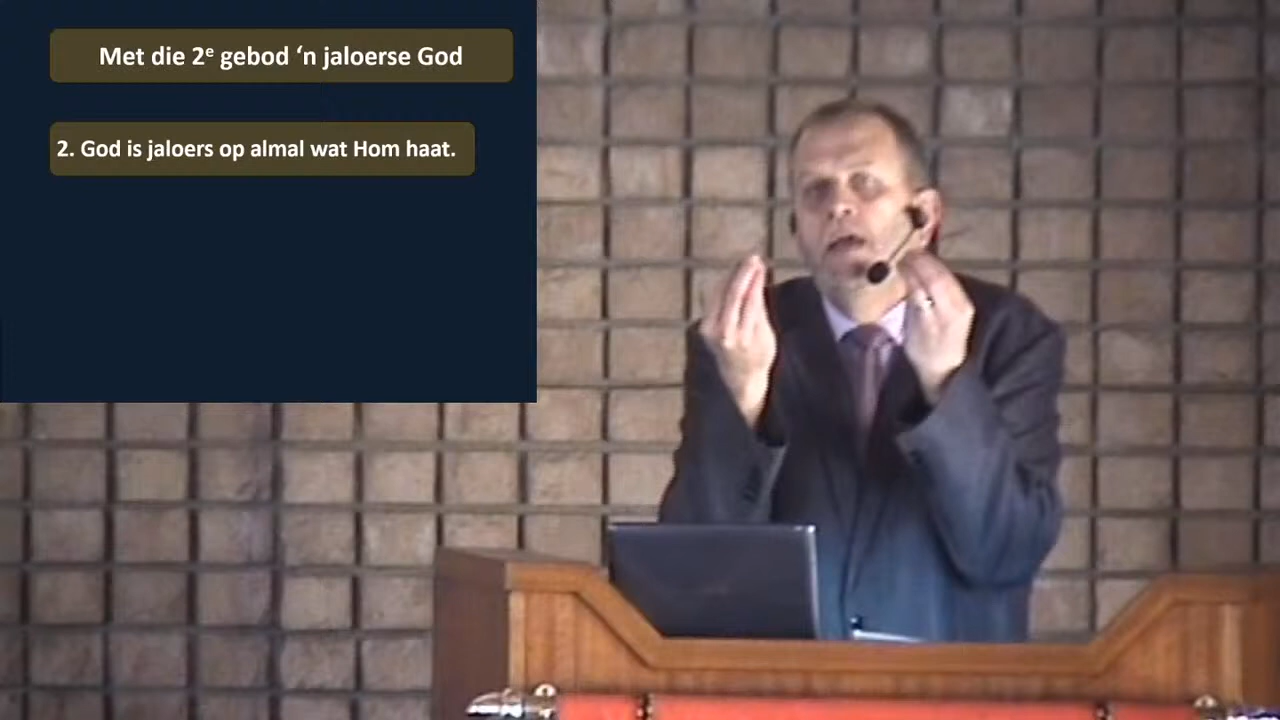 Met die 2ᵉ gebod ‘n jaloerse God
2. God is jaloers op almal wat Hom haat.